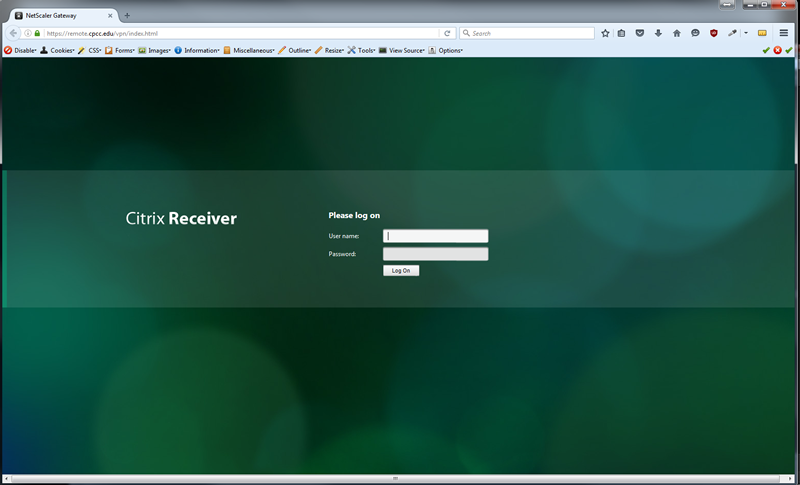 NetScaler Gateway
https://remote.cpcc.edu/vpn/index.html
Search
Disable Cookies CSS Forms Images Information Miscellaneous Outline Resize Tools View Source Options
Citrix Receiver
Please log on
User name:
Password:
Log On